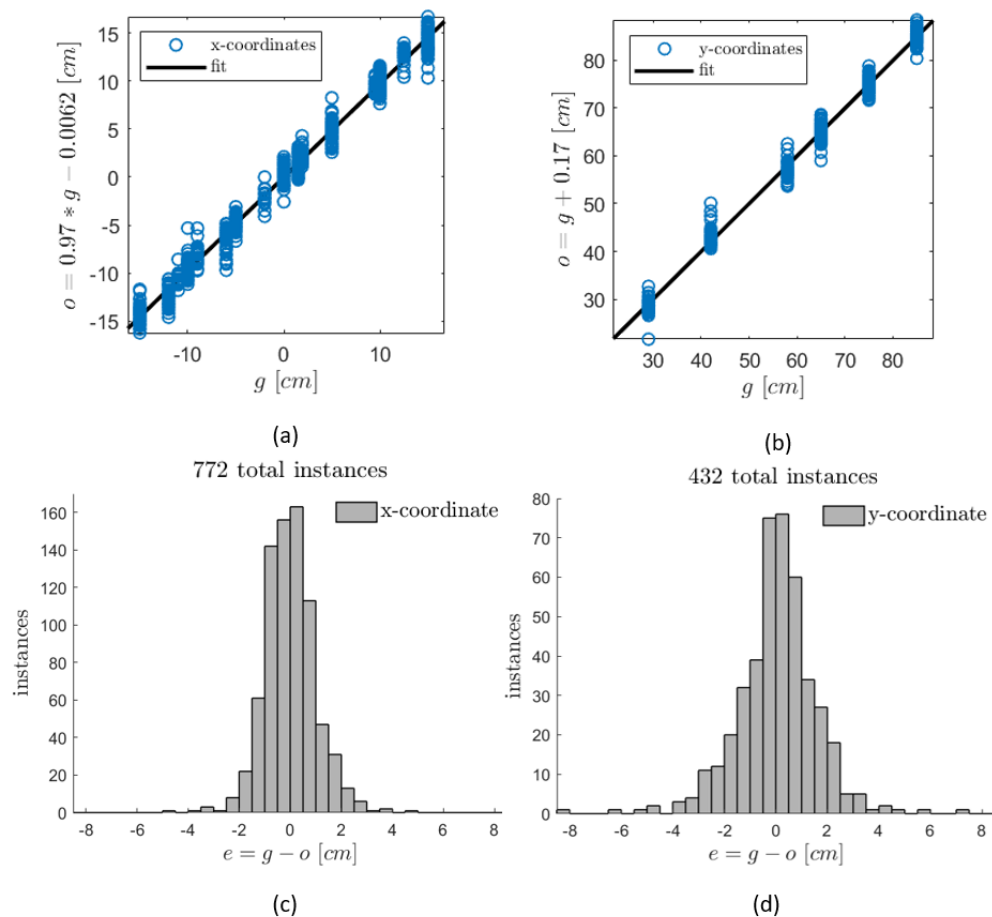 15
10
5
0
-5
-10
-15
o = 0.97 * g − 0.0062 [cm]
x-coordinates
fit
-10 0 10
g [cm]
(a)
80
70
60
50
40
30
o = g + 0.17 [cm]
y-coordinates
fit
30 40 50 60 70 80
g [cm]
(b)
772 total instances
160
140
120
100
80
60
40
20
0
instances
x-coordinate
-8 -6 -4 -2 0 2 4 6 8
e = g − o [cm]
(c)
432 total instances
80
70
60
50
40
30
20
10
0
instances
y-coordinate
-8 -6 -4 -2 0 2 4 6 8
e = g − o [cm]
(d)